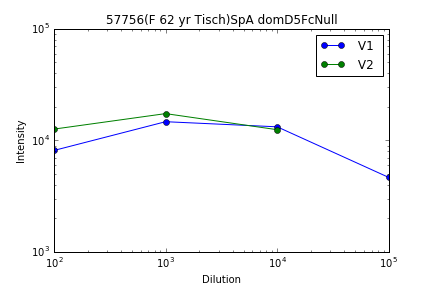 57756(F 62 yr Tisch)SpA domD5FcNull
10^5
V1
V2
Intensity
10^4
10^3
10^2
10^3
10^4
10^5
Dilution